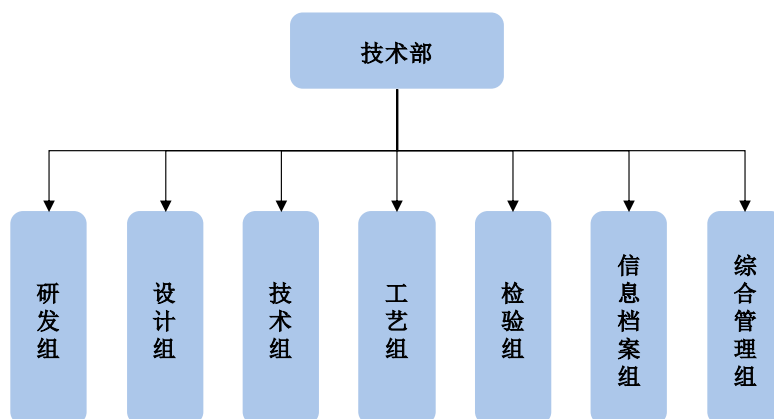 技术部
研发组
设计组
技术组
工艺组
检验组
信息档案组
综合管理组